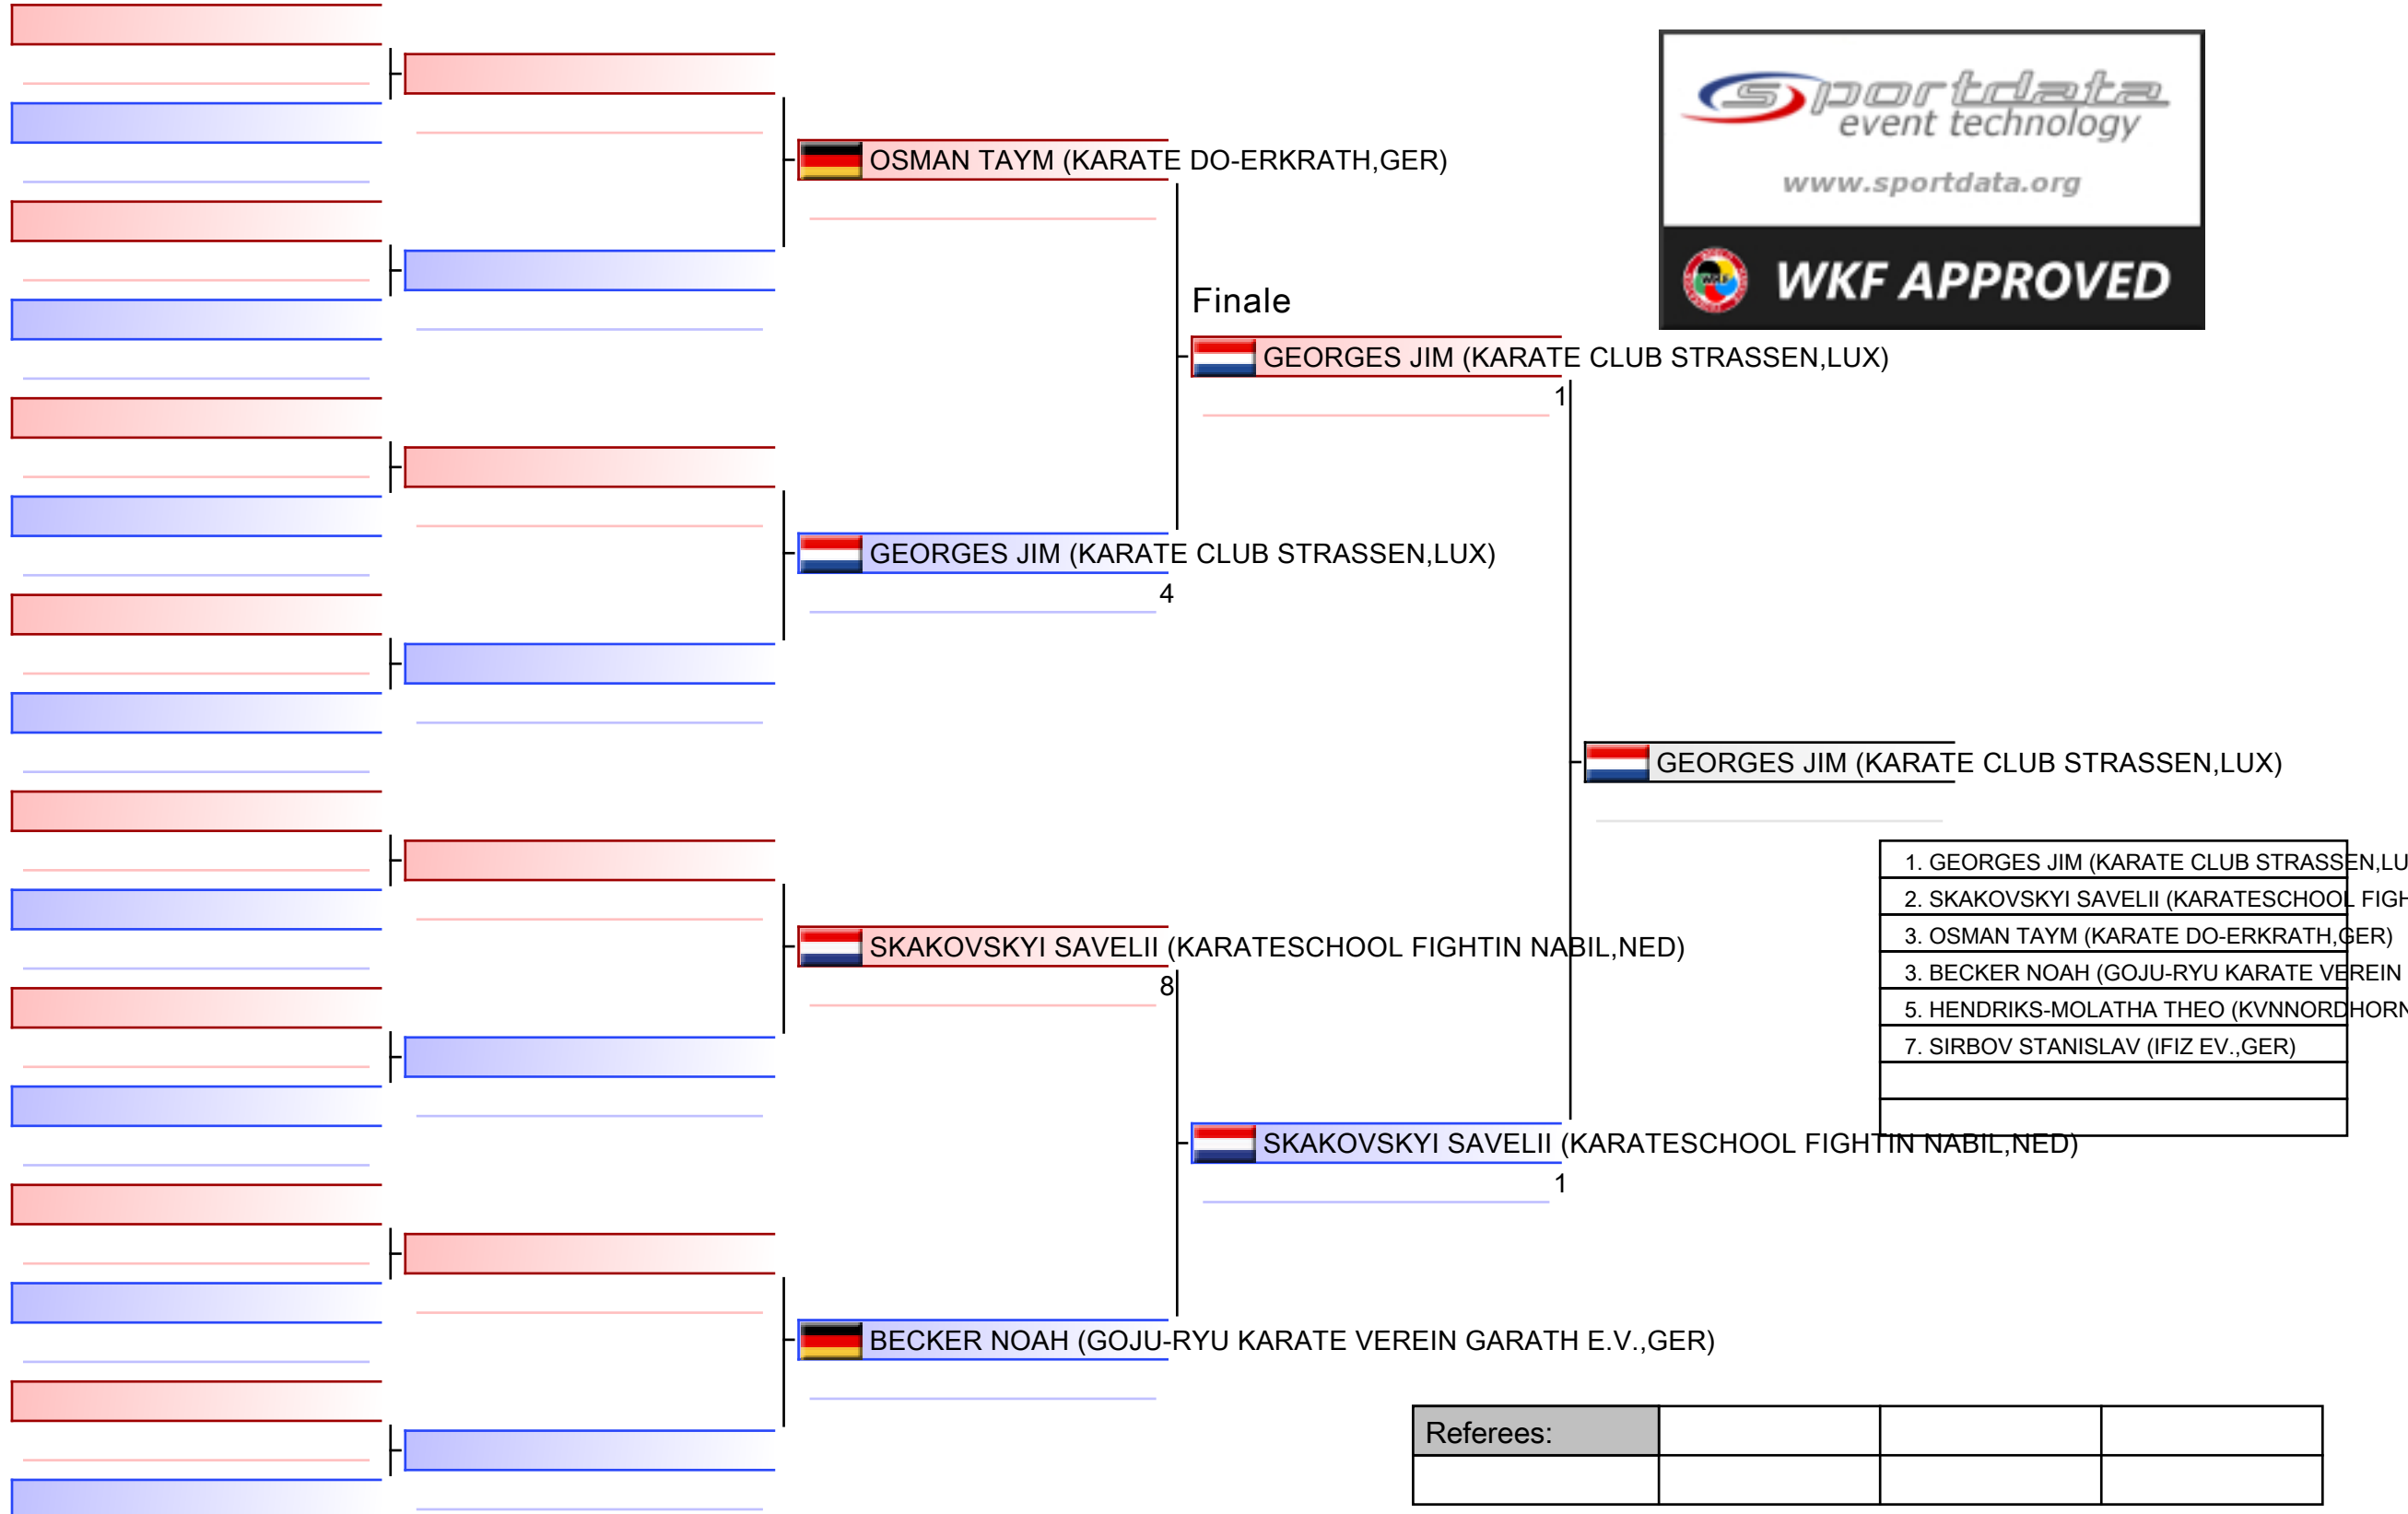 sportdata
event technology
www.sportdata.org
WKF APPROVED
OSMAN TAYM (KARATE DO-ERKRATH,GER)
Finale
GEORGES JIM (KARATE CLUB STRASSEN,LUX)
1
GEORGES JIM (KARATE CLUB STRASSEN,LUX)
4
GEORGES JIM (KARATE CLUB STRASSEN,LUX)
1. GEORGES JIM (KARATE CLUB STRASSEN,LU
2. SKAKOVSKYI SAVELII (KARATESCHOOL FIGH
3. OSMAN TAYM (KARATE DO-ERKRATH,GER)
3. BECKER NOAH (GOJU-RYU KARATE VEREIN
5. HENDRIKS-MOLATHA THEO (KVNNORDHORN
7. SIRBOV STANISLAV (IFIZ EV.,GER)
SKAKOVSKYI SAVELII (KARATESCHOOL FIGHTIN NABIL,NED)
8
SKAKOVSKYI SAVELII (KARATESCHOOL FIGHTIN NABIL,NED)
1
BECKER NOAH (GOJU-RYU KARATE VEREIN GARATH E.V.,GER)
Referees: